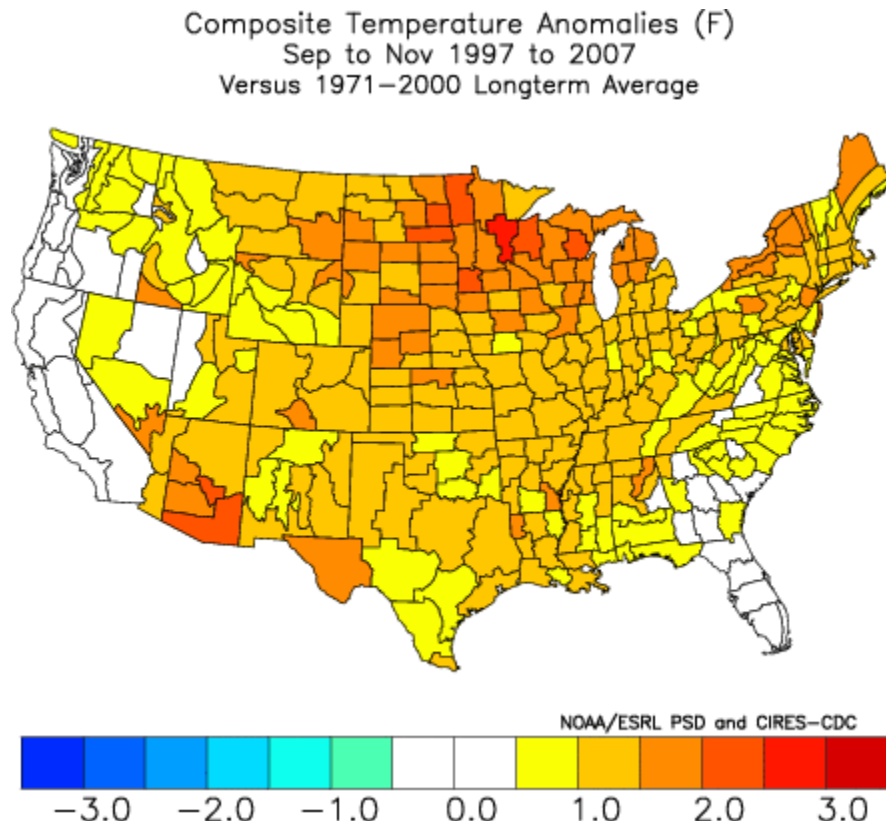 Composite Temperature Anomalies (F)
Sep to Nov 1997 to 2007
Versus 1971−2000 Longterm Average
NOAA/ESRL PSD and CIRES−CDC
−3.0 −2.0 −1.0 0.0 1.0 2.0 3.0